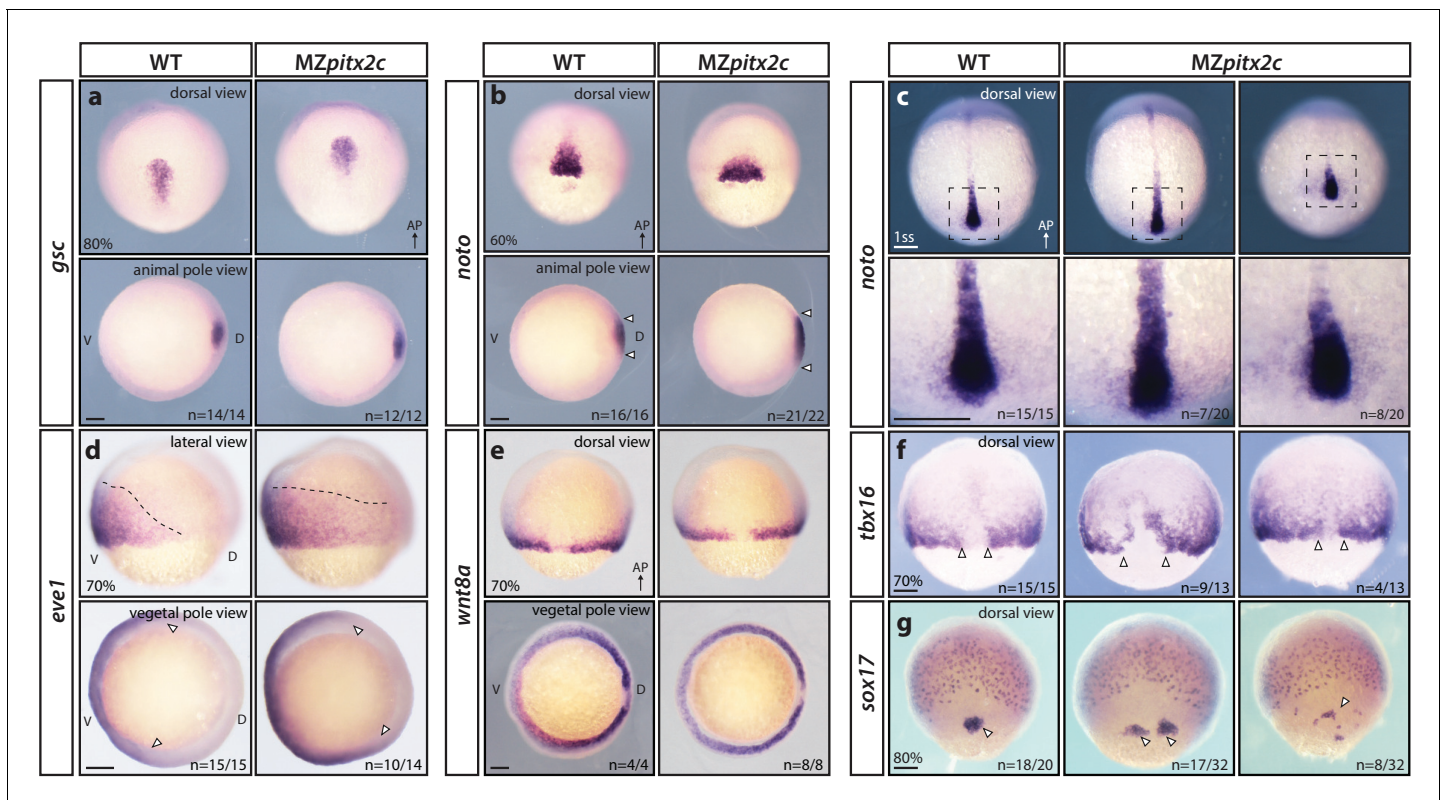 WT
MZpitx2c
gsc
a
dorsal view
80%
AP
animal pole view
V
D
n=14/14
n=12/12
WT
MZpitx2c
noto
b
dorsal view
60%
AP
AP
animal pole view
V
D
n=16/16
n=21/22
WT
MZpitx2c
noto
c
dorsal view
1ss
AP
n=15/15
n=7/20
n=8/20
eve1
d
lateral view
V
D
70%
vegetal pole view
V
D
n=15/15
n=10/14
wnt8a
e
dorsal view
70%
AP
vegetal pole view
V
D
n=4/4
n=8/8
tbx16
f
dorsal view
70%
n=15/15
n=9/13
n=4/13
sox17
g
dorsal view
80%
n=18/20
n=17/32
n=8/32